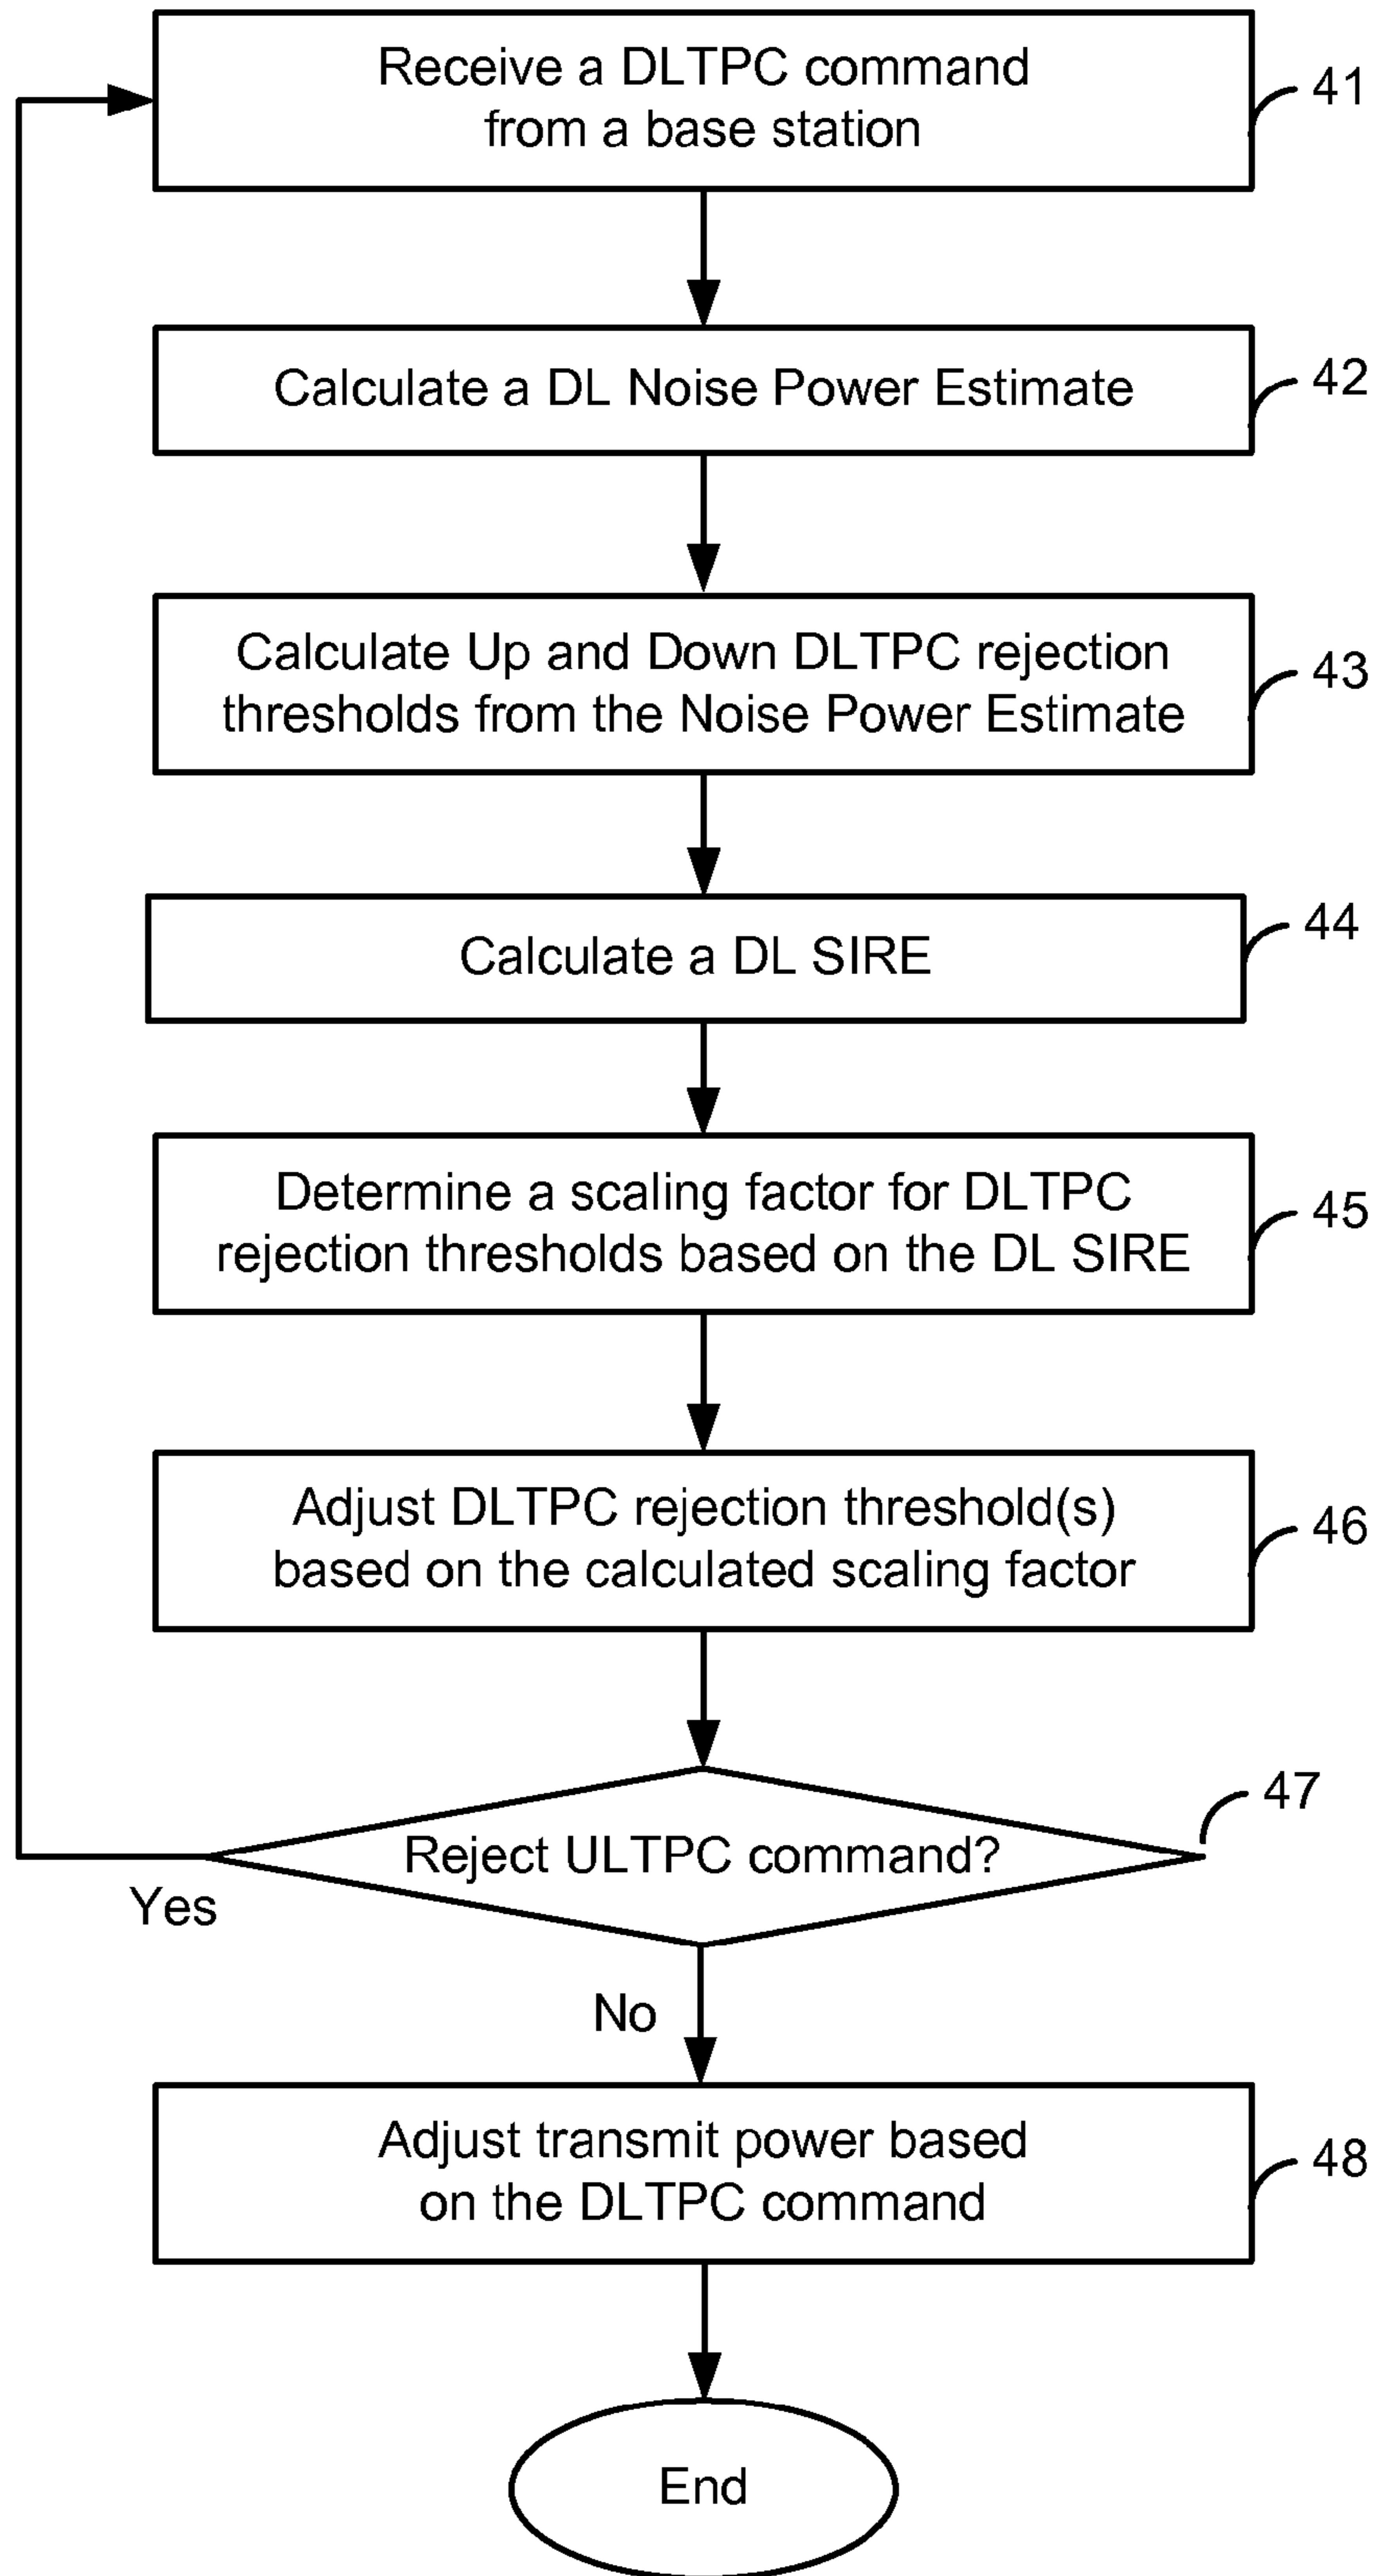 Receive a DLTPC command
from a base station
41
Calculate a DL Noise Power Estimate
42
Calculate Up and Down DLTPC rejection
thresholds from the Noise Power Estimate
43
Calculate a DL SIRE
44
Determine a scaling factor for DLTPC
rejection thresholds based on the DL SIRE
45
Adjust DLTPC rejection threshold(s)
based on the calculated scaling factor
46
Reject ULTPC command?
47
Yes
No
Adjust transmit power based
on the DLTPC command
48
End